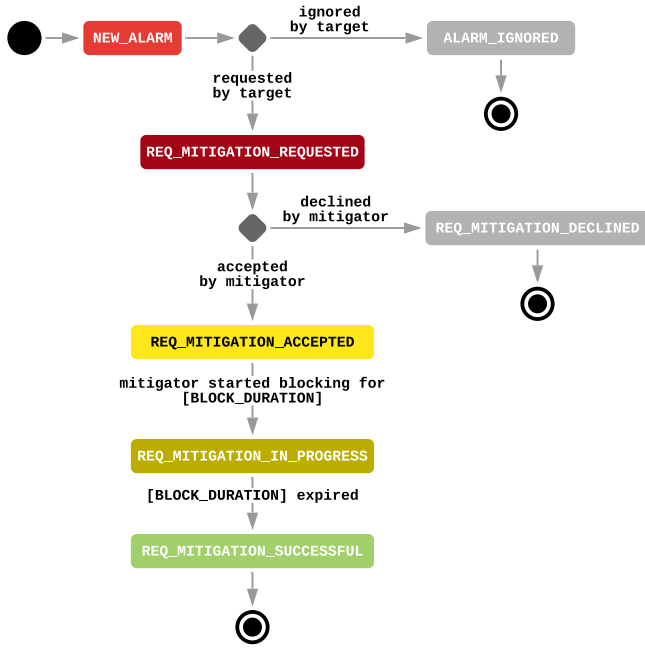 ignored
by target
NEW_ALARM
ALARM_IGNORED
requested
by target
REQ_MITIGATION_REQUESTED
declined
by mitigator
REQ_MITIGATION_DECLINED
accepted
by mitigator
REQ_MITIGATION_ACCEPTED
mitigator started blocking for
[BLOCK_DURATION]
REQ_MITIGATION_IN_PROGRESS
[BLOCK_DURATION] expired
REQ_MITIGATION_SUCCESSFUL